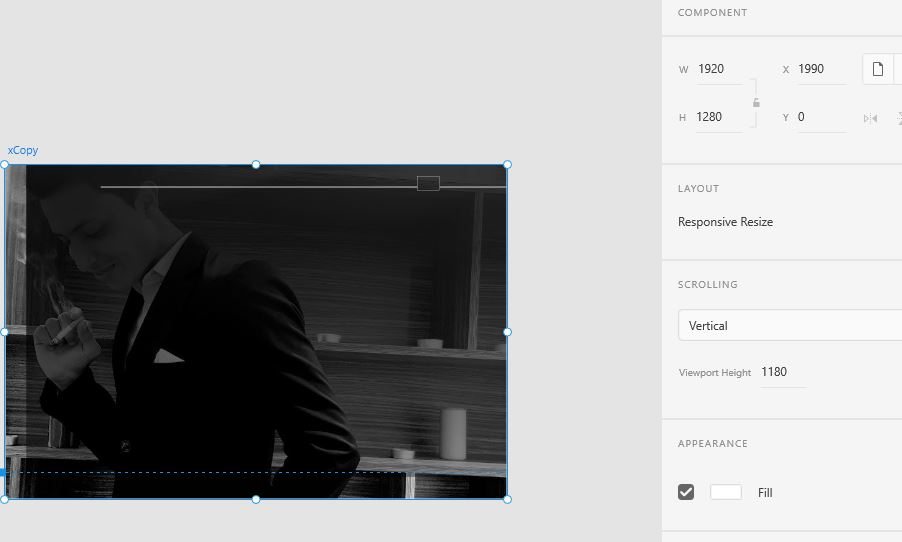 COMPONENT
W 1920 X 1990
H 1280 Y 0
xCopy
LAYOUT
Responsive Resize
SCROLLING
Vertical
Viewport Height 1180
APPEARANCE
Fill